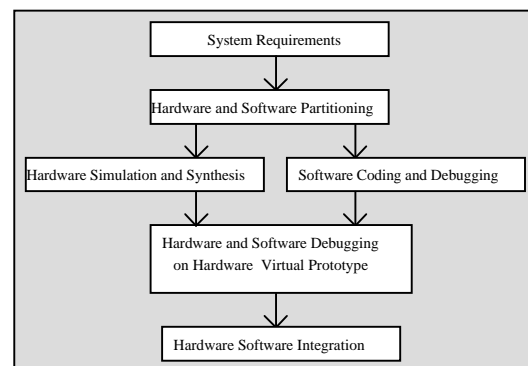 System Requirements
Hardware and Software Partitioning
Hardware Simulation and Synthesis
Software Coding and Debugging
Hardware and Software Debugging
on Hardware Virtual Prototype
Hardware Software Integration